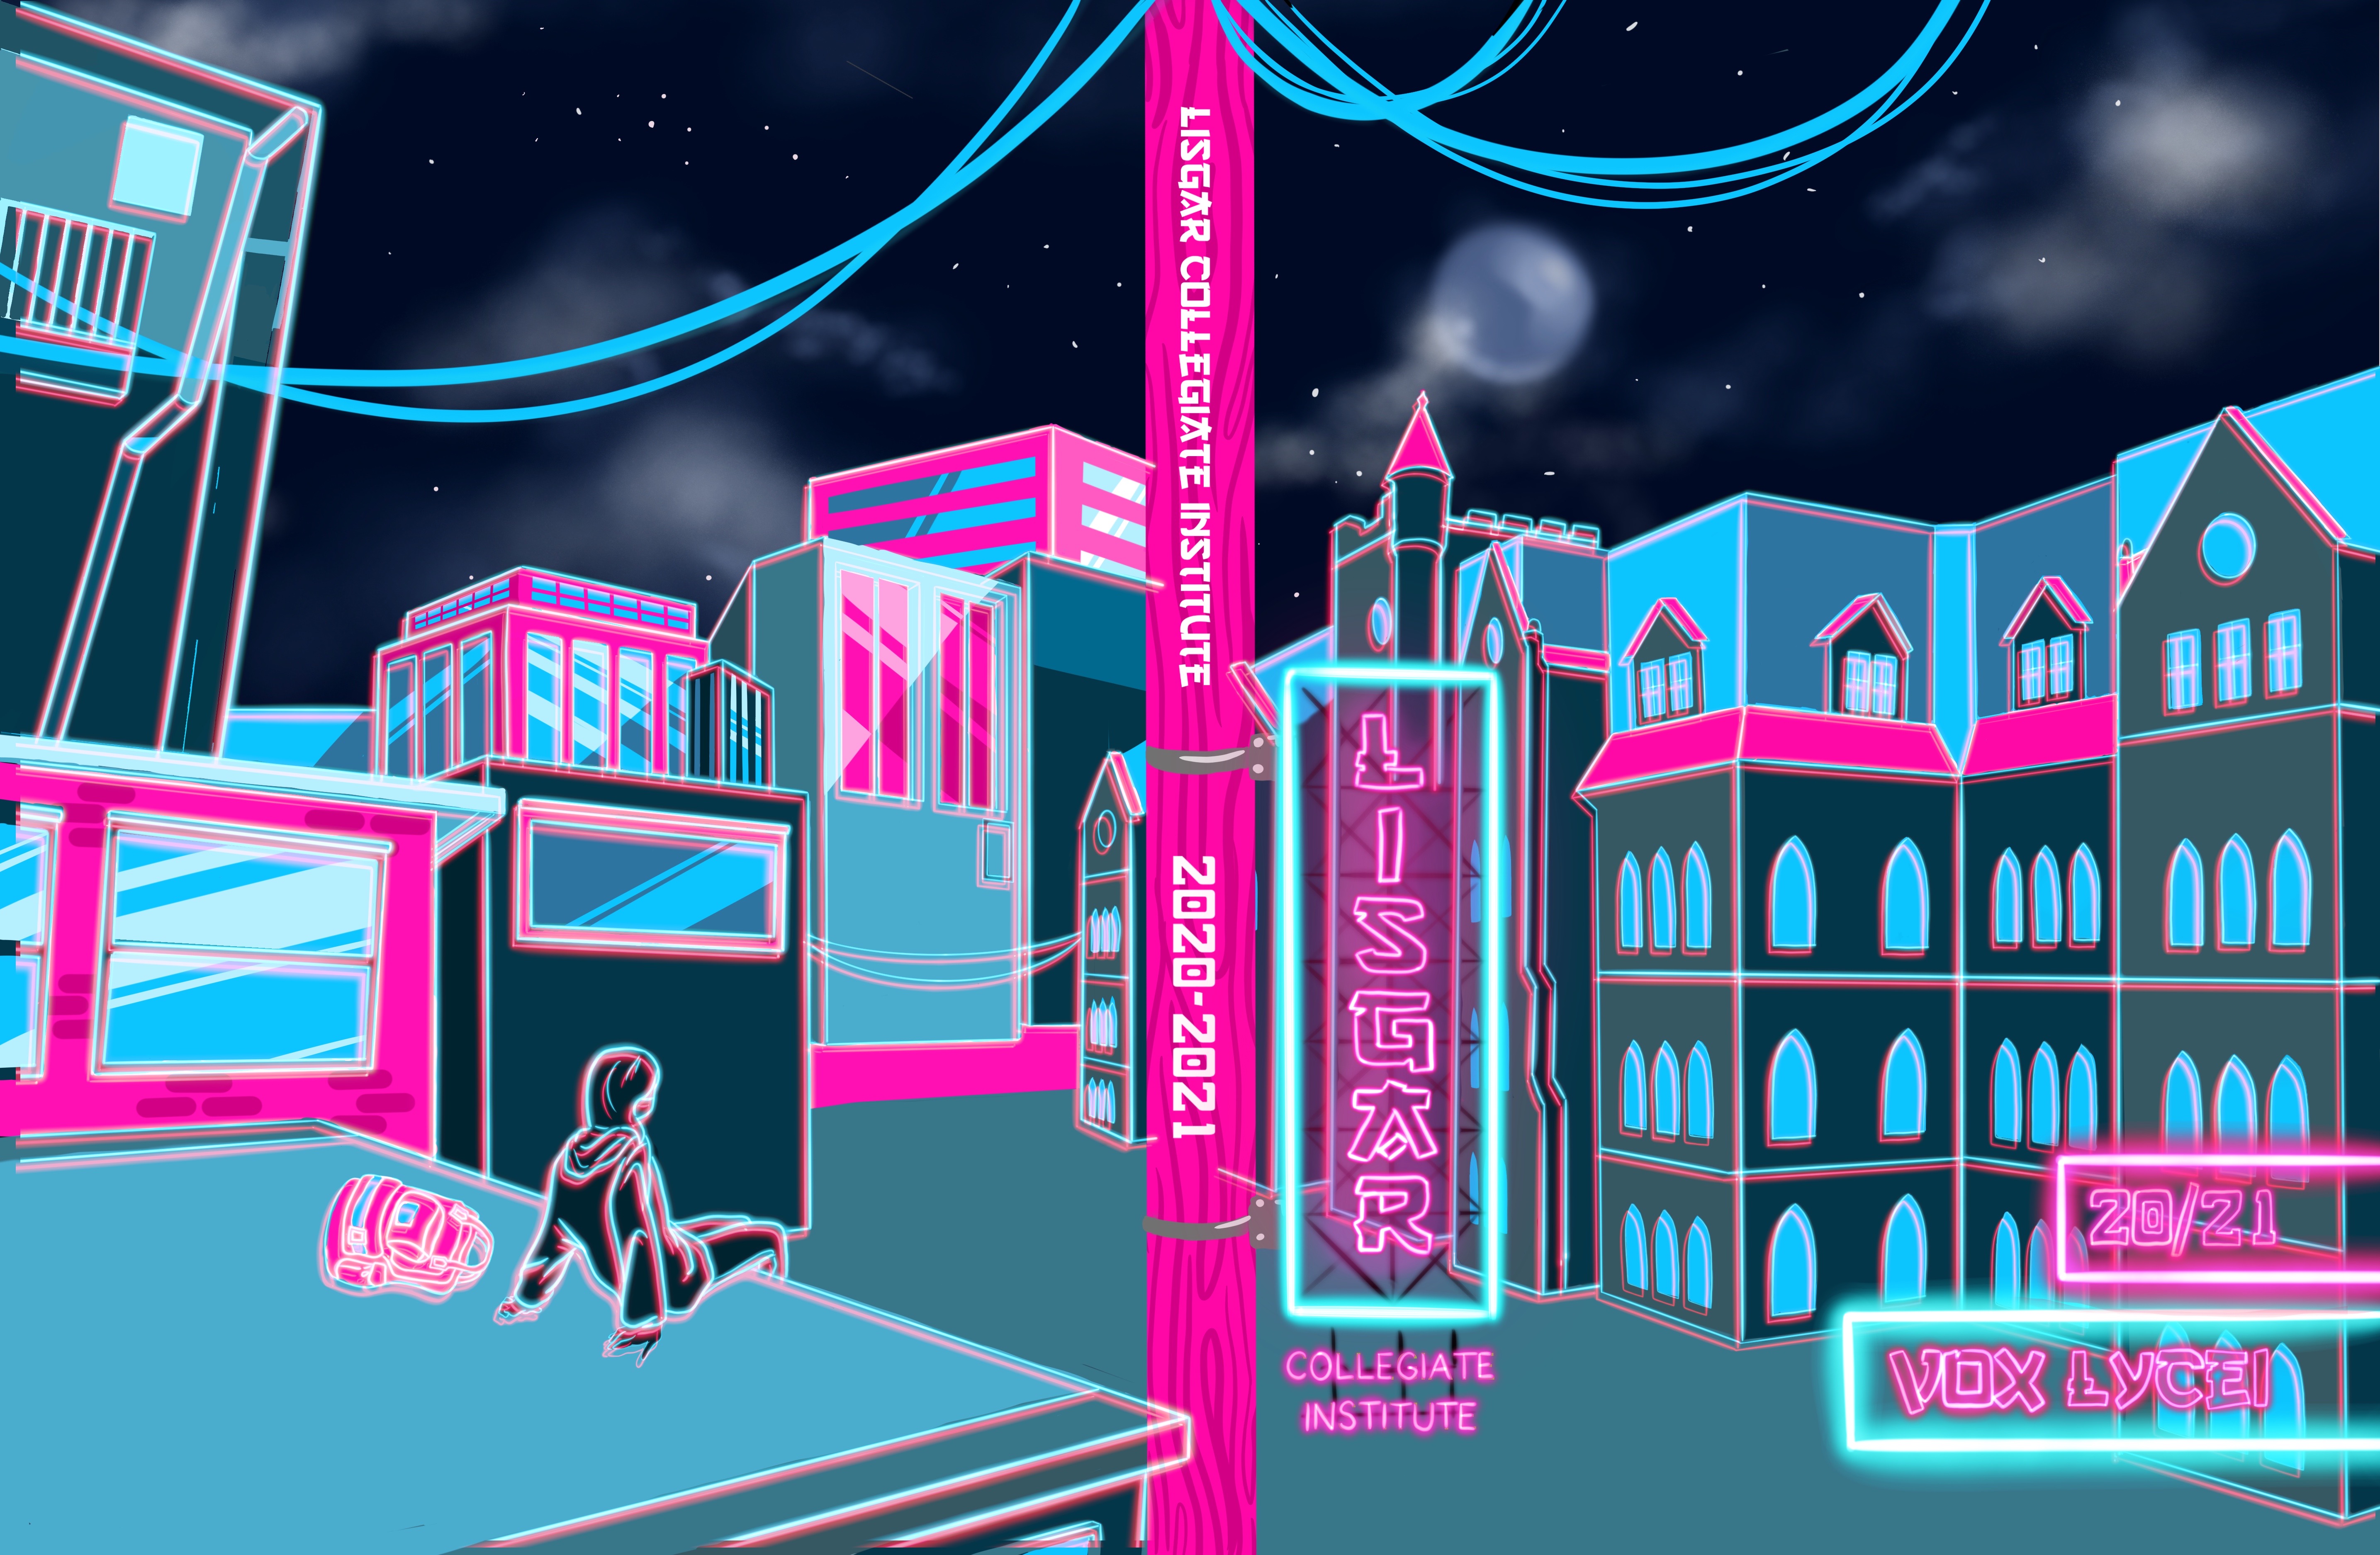 LISGAR COLLEGIATE INSTITUTE 2020-2021
LISGAR
COLLEGIATE
INSTITUTE
20/21
VOX LYCEI